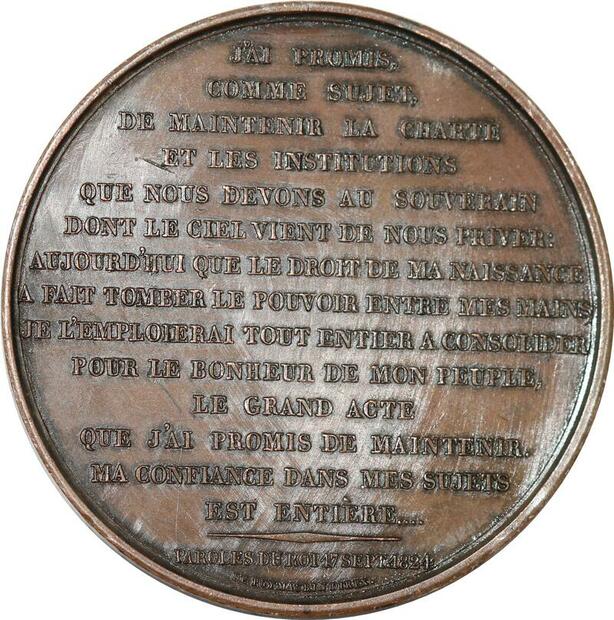 J'AI PROMIS,
COMME SUJET,
DE MAINTENIR LA CHARTE
ET LES INSTITUTIONS
QUE NOUS DEVONS AU SOUVERAIN
DONT LE CIEL VIENT DE NOUS PRIVER:
AUJOURD'HUI QUE LE DROIT DE MA NAISSANCE
A FAIT TOMBER LE POUVOIR ENTRE MES MAINS
JE L'EMPLOIERAI TOUT ENTIER A CONSOLIDER
POUR LE BONHEUR DE MON PEUPLE,
LE GRAND ACTE
QUE J'AI PROMIS DE MAINTENIR.
MA CONFIANCE DANS MES SUJETS
EST ENTIÈRE....
PAROLES DU ROI 17 SEPT. 1824